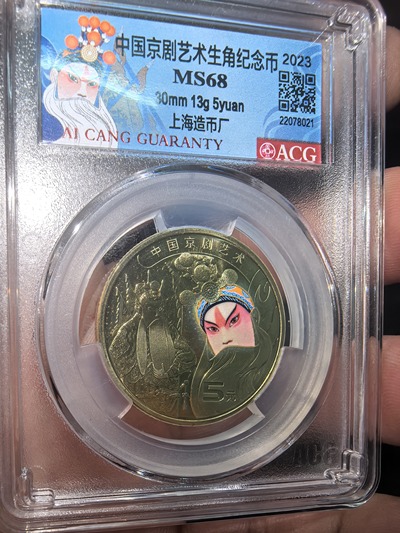 中国京剧艺术生角纪念币 2023
MS68
30mm 13g 5yuan
上海造币厂
22078021
AI CANG GUARANTY
ACG
中国京剧艺术
5元